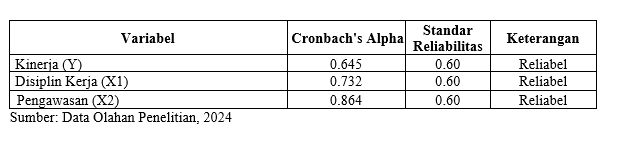 Variabel Cronbach's Alpha Standar Reliabilitas Keterangan
Kinerja (Y) 0.645 0.60 Reliabel
Disiplin Kerja (X1) 0.732 0.60 Reliabel
Pengawasan (X2) 0.864 0.60 Reliabel
Sumber: Data Olahan Penelitian, 2024